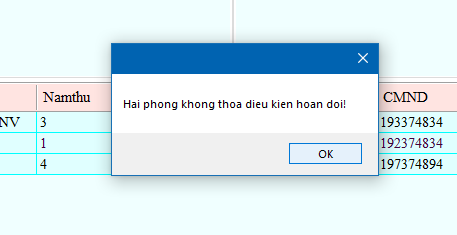 Hai phong khong thoa dieu kien hoan doi!
OK
Namthu CMND
NV 3 193374834
1 192374834
4 197374894